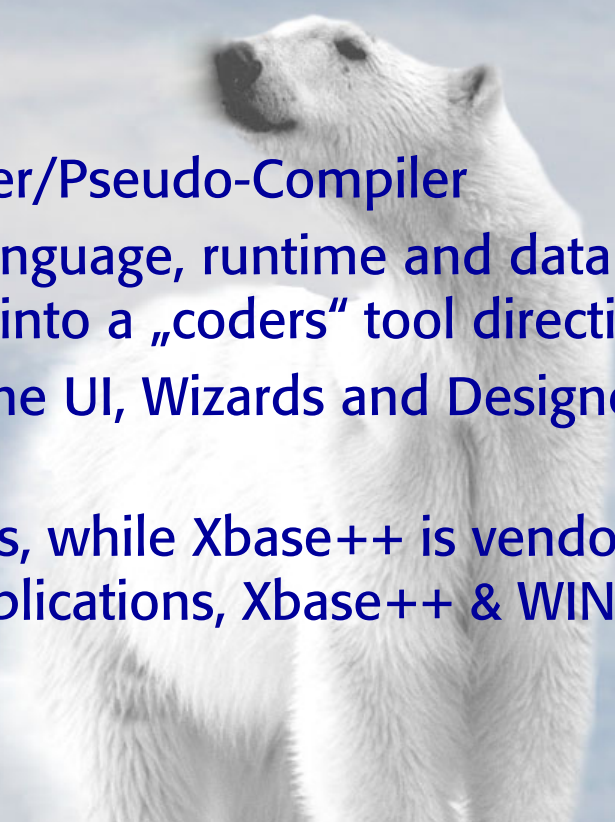 er/Pseudo-Compiler
nguage, runtime and data
into a „coders“ tool directi
ne UI, Wizards and Designe
s, while Xbase++ is vendo
plications, Xbase++ & WIN